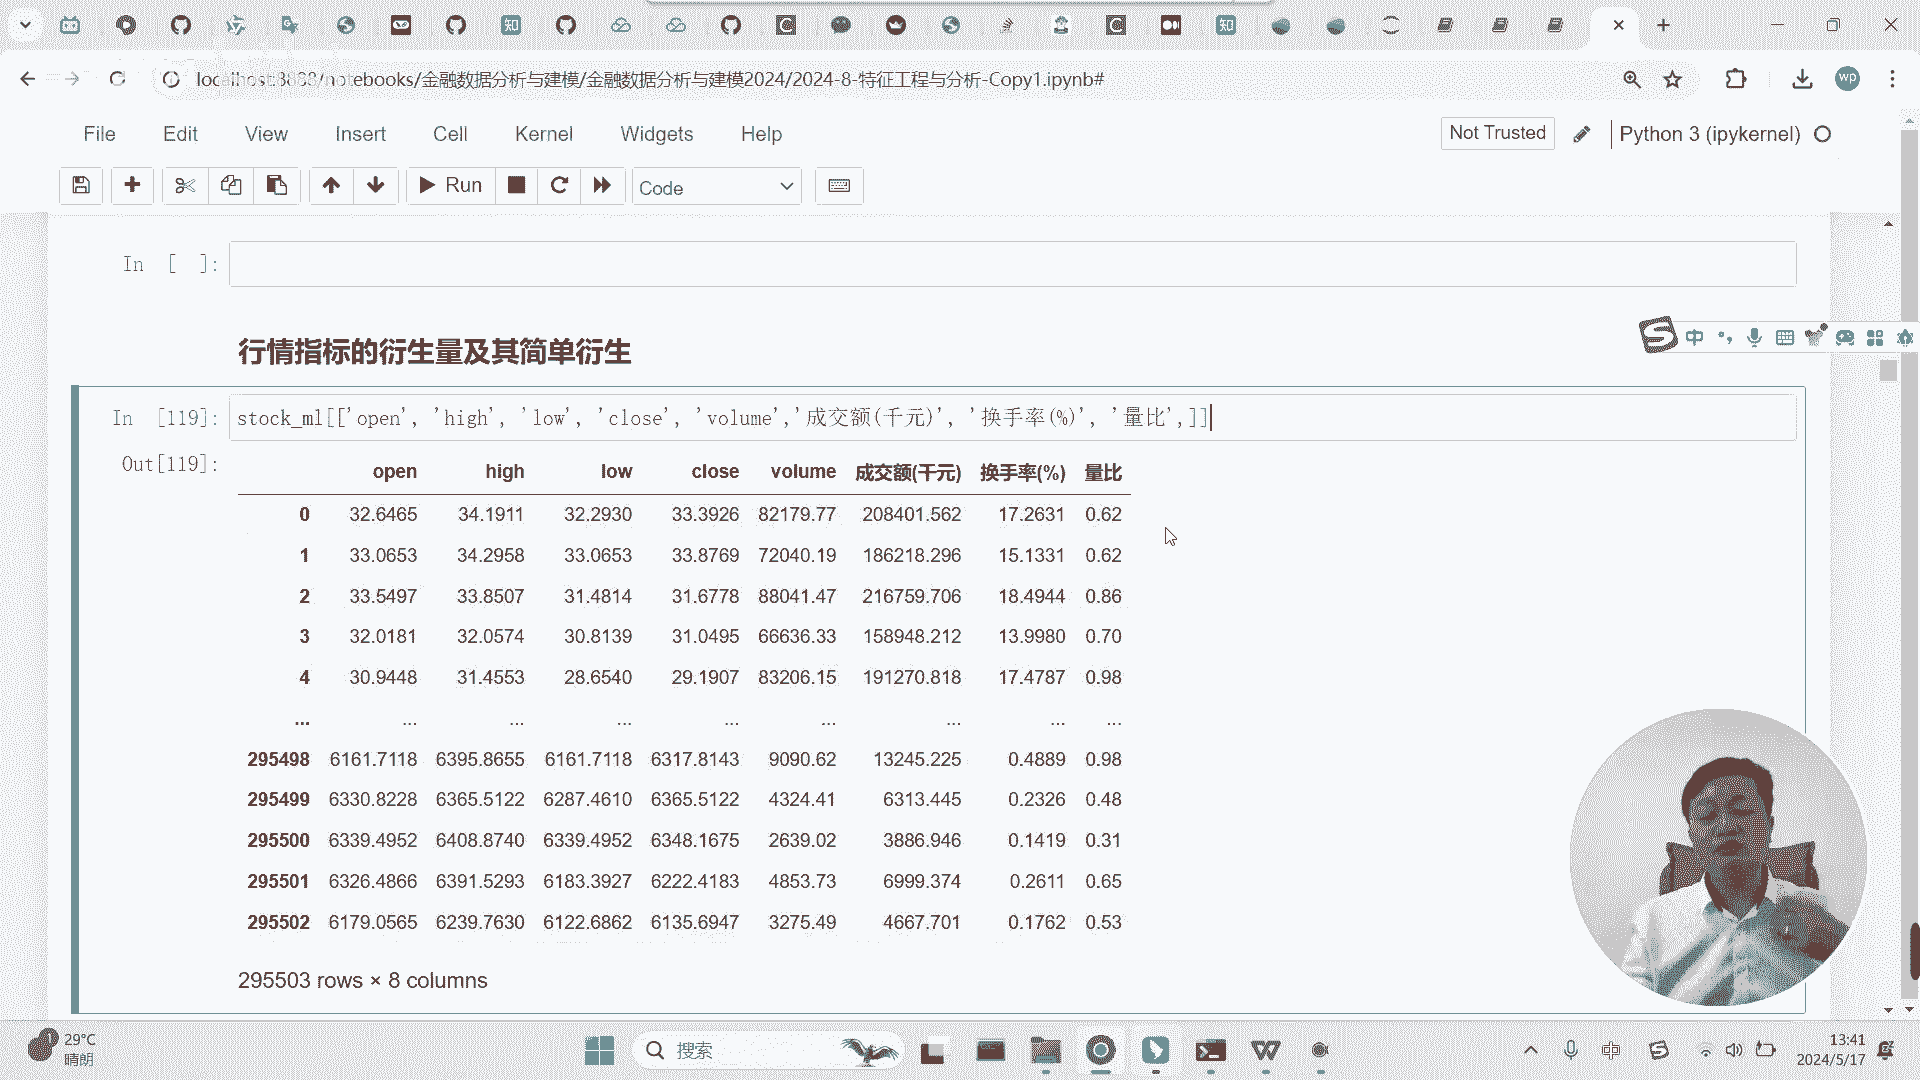 localhost:8888/notebooks/金融数据分析与建模/金融数据分析与建模2024/2024-8-特征工程与分析-Copy1.ipynb#
wp
File Edit View Insert Cell Kernel Widgets Help
Not Trusted
Python 3 (ipykernel)
Run
Code
In [ ]:
行情指标的衍生量及其简单衍生
中
In [119]: stock_ml[['open', 'high', 'low', 'close', 'volume','成交额(千元)', '换手率(%)', '量比',]]
Out[119]:
open high low close volume 成交额(千元) 换手率(%) 量比
0 32.6465 34.1911 32.2930 33.3926 82179.77 208401.562 17.2631 0.62
1 33.0653 34.2958 33.0653 33.8769 72040.19 186218.296 15.1331 0.62
2 33.5497 33.8507 31.4814 31.6778 88041.47 216759.706 18.4944 0.86
3 32.0181 32.0574 30.8139 31.0495 66636.33 158948.212 13.9980 0.70
4 30.9448 31.4553 28.6540 29.1907 83206.15 191270.818 17.4787 0.98
... ... ... ... ... ... ... ... ...
295498 6161.7118 6395.8655 6161.7118 6317.8143 9090.62 13245.225 0.4889 0.98
295499 6330.8228 6365.5122 6287.4610 6365.5122 4324.41 6313.445 0.2326 0.48
295500 6339.4952 6408.8740 6339.4952 6348.1675 2639.02 3886.946 0.1419 0.31
295501 6326.4866 6391.5293 6183.3927 6222.4183 4853.73 6999.374 0.2611 0.65
295502 6179.0565 6239.7630 6122.6862 6135.6947 3275.49 4667.701 0.1762 0.53
295503 rows × 8 columns
29°C
晴朗
搜索
中
13:41
2024/5/17